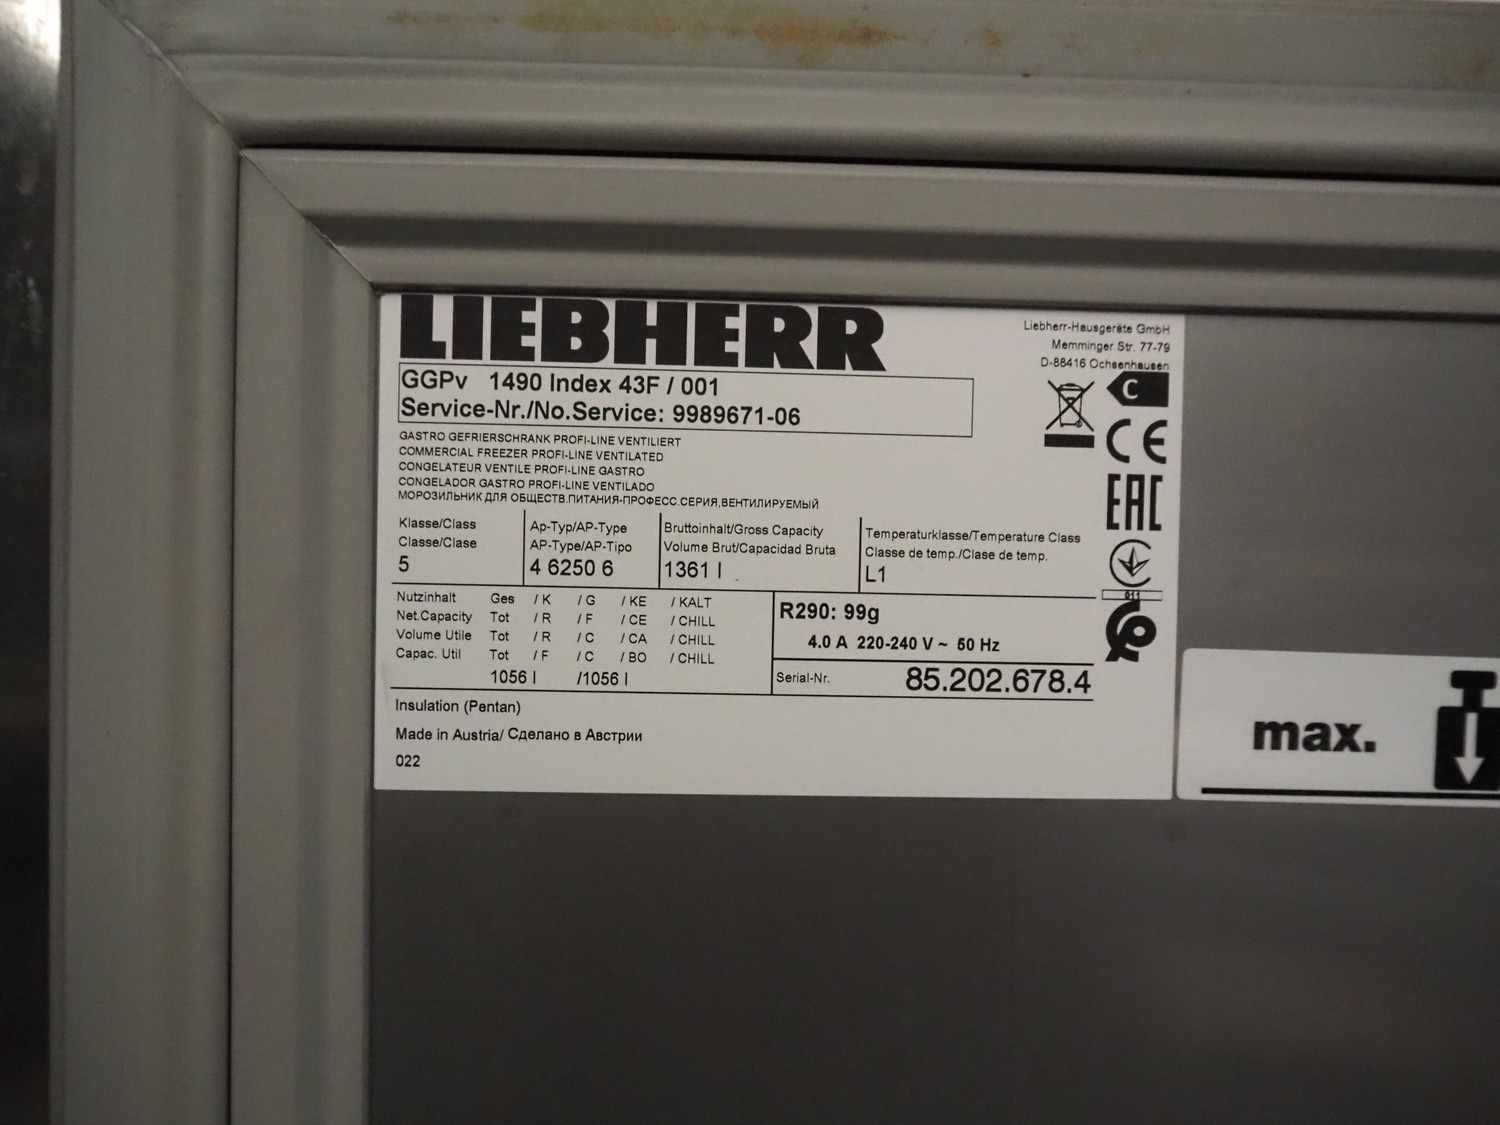 LIEBHERR
Liebherr-Hausgeräte GmbH
Memminger Str. 77-79
D-88416 Ochsenhausen
GGPv 1490 Index 43F / 001
Service-Nr./No.Service: 9989671-06
C
CE
EAC
011
GASTRO GEFRIERSCHRANK PROFI-LINE VENTILIERT
COMMERCIAL FREEZER PROFI-LINE VENTILATED
CONGELATEUR VENTILE PROFI-LINE GASTRO
CONGELADOR GASTRO PROFI-LINE VENTILADO
МОРОЗИЛЬНИК ДЛЯ ОБЩЕСТВ.ПИТАНИЯ-ПРОФЕСС.СЕРИЯ,ВЕНТИЛИРУЕМЫЙ
Klasse/Class
Classe/Clase
5
Ap-Typ/AP-Type
AP-Type/AP-Tipo
4 6250 6
Bruttoinhalt/Gross Capacity
Volume Brut/Capacidad Bruta
1361 l
Temperaturklasse/Temperature Class
Classe de temp./Clase de temp.
L1
Nutzinhalt Ges / K / G / KE / KALT
Net.Capacity Tot / R / F / CE / CHILL
Volume Utile Tot / R / C / CA / CHILL
Capac. Util Tot / F / C / BO / CHILL
1056 l /1056 l
R290: 99g
4.0 A 220-240 V ~ 50 Hz
Serial-Nr. 85.202.678.4
Insulation (Pentan)
Made in Austria/ Сделано в Австрии
022
max.